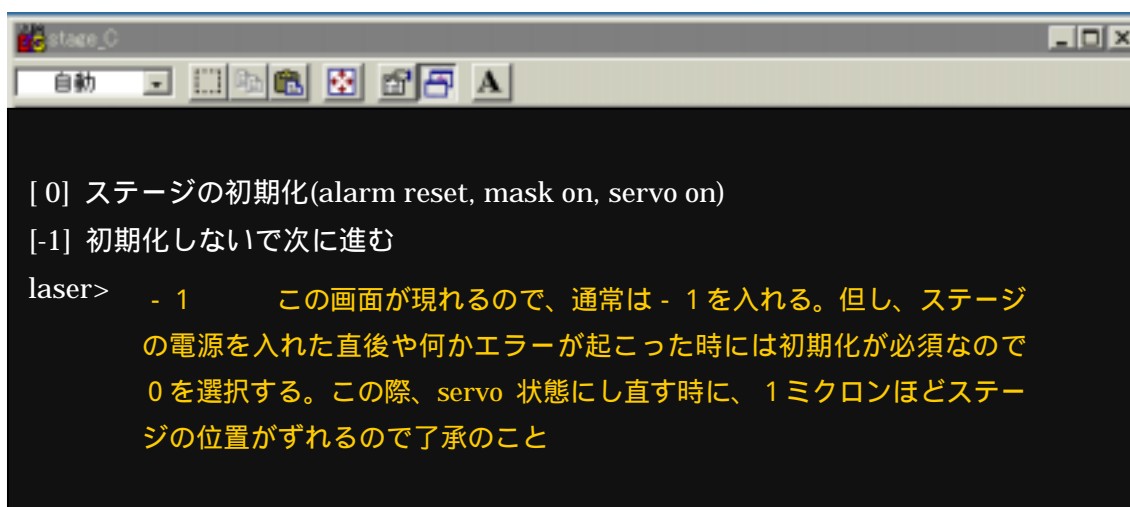 stage_C
自動
A
[ 0] ステージの初期化(alarm reset, mask on, servo on)
[-1] 初期化しないで次に進む
laser>
－１　　この画面が現れるので、通常は－１を入れる。但し、ステージ
の電源を入れた直後や何かエラーが起こった時には初期化が必須なので
０を選択する。この際、servo 状態にし直す時に、１ミクロンほどステー
ジの位置がずれるので了承のこと